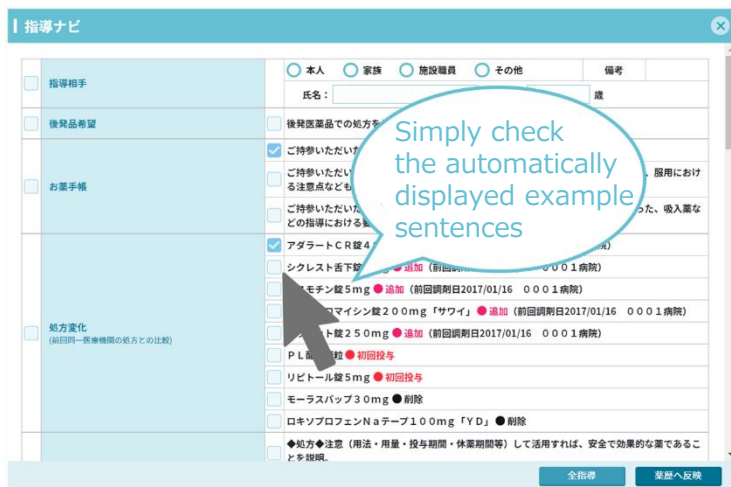 指導ナビ
指導相手
本人 家族 施設職員 その他 備考
氏名： 歳
後発品希望
後発医薬品での処方を
Simply check
the automatically
displayed example
sentences
お薬手帳
ご持参いただいた
ご持参いただい 、服用におけ
る注意点なども
ご持参いただいた った、吸入薬な
どの指導における
処方変化
(前回同一医療機関の処方との比較)
アダラートCR錠4
シクレスト舌下錠 ●追加（前回調 0001病院）
モチン錠5mg●追加（前回調剤日2017/01/16 0001病院）
マイシン錠200mg「サワイ」●追加（前回調剤日2017/01/16 0001病院）
ト錠250mg●追加（前回調剤日2017/01/16 0001病院）
PL 粒●初回投与
リピトール錠5mg●初回投与
モーラスパップ30mg●削除
ロキソプロフェンNaテープ100mg「YD」●削除
◆処方◆注意（用法・用量・投与期間・休薬期間等）して活用すれば、安全で効果的な薬であるこ
とを説明。
全指導 薬歴へ反映